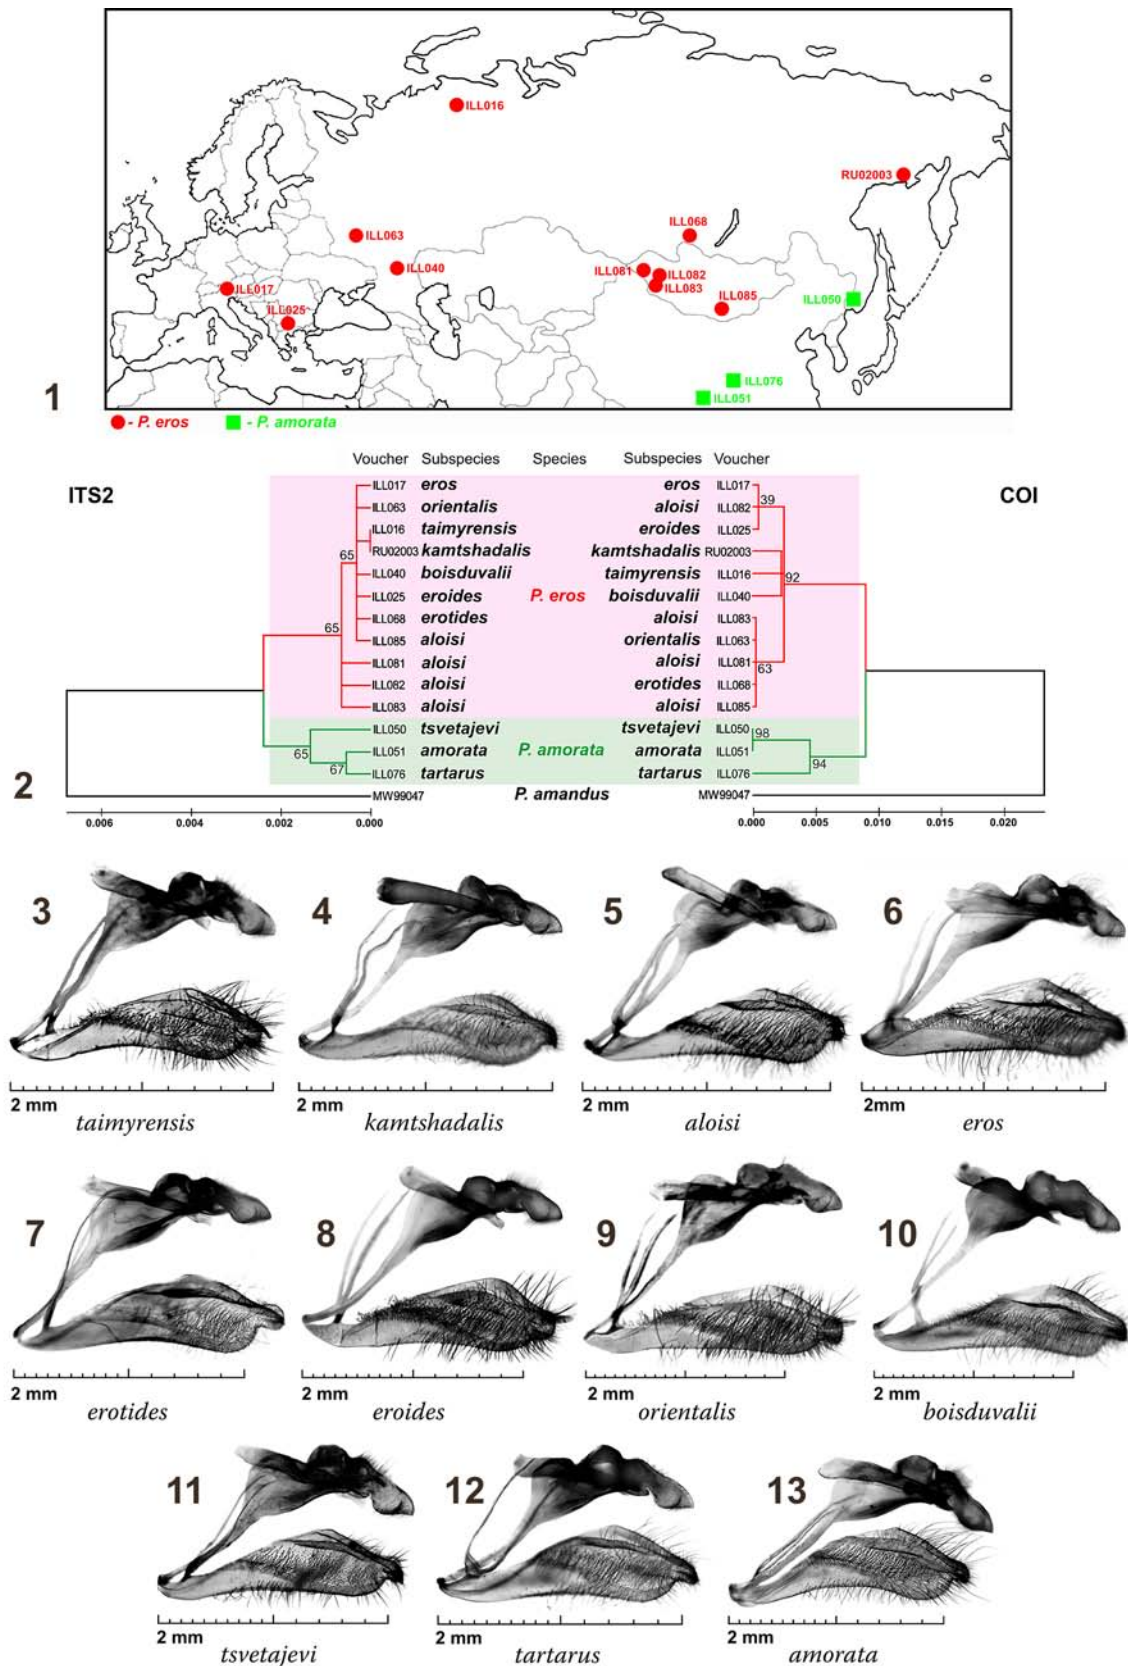 ILL016
RU02003
ILL063
ILL068
ILL040
ILL081
ILL082
ILL083
ILL017
ILL085
ILL050
ILL025
ILL076
ILL051
1
- P. eros - P. amorata
Voucher Subspecies Species Subspecies Voucher
ITS2 COI
ILL017 eros eros ILL017
ILL063 orientalis aloisi ILL082 39
ILL016 taimyrensis eroides ILL025
65 RU02003 kamtshadalis kamtshadalis RU02003
ILL040 boisduvalii taimyrensis ILL016 92
ILL025 eroides P. eros boisduvalii ILL040
ILL068 erotides aloisi ILL083
65 ILL085 aloisi orientalis ILL063
ILL081 aloisi aloisi ILL081 63
ILL082 aloisi erotides ILL068
ILL083 aloisi aloisi ILL085
ILL050 tsvetajevi tsvetajevi ILL050 98
65 ILL051 amorata P. amorata amorata ILL051
67 ILL076 tartarus tartarus ILL076 94
2
MW99047 P. amandus MW99047
0.006 0.004 0.002 0.000 0.000 0.005 0.010 0.015 0.020
3 4 5 6
2 mm 2 mm 2 mm 2mm
taimyrensis kamtshadalis aloisi eros
7 8 9 10
2 mm 2 mm 2 mm 2 mm
erotides eroides orientalis boisduvalii
11 12 13
2 mm 2 mm 2 mm
tsvetajevi tartarus amorata